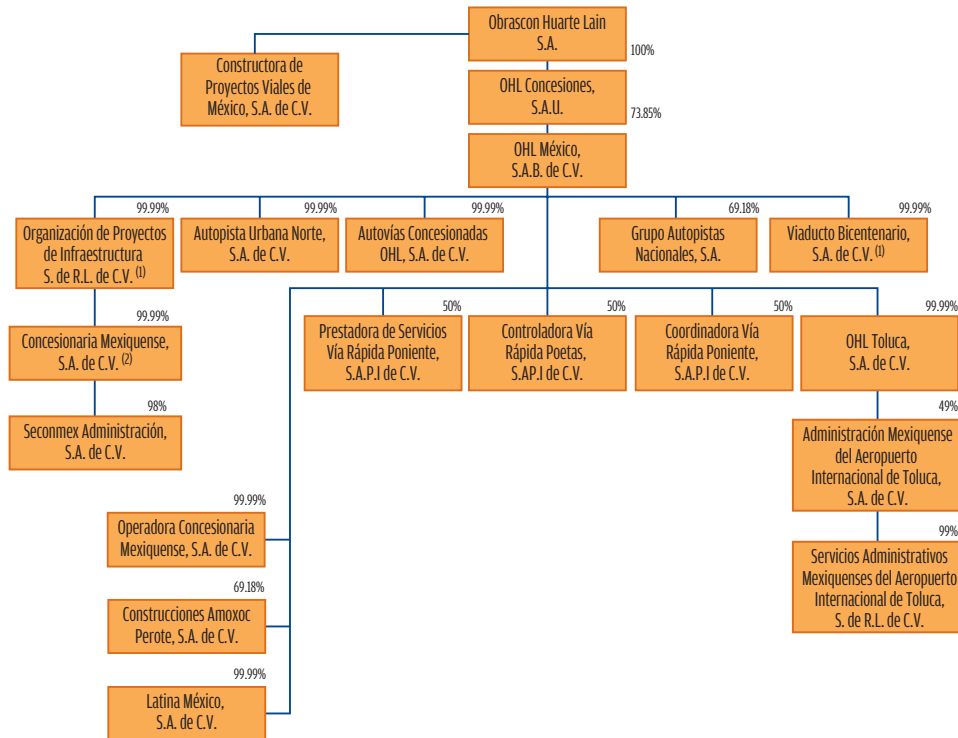 Obrascon Huarte Lain
S.A.
100%
Constructora de
Proyectos Viales de
México, S.A. de C.V.
OHL Concesiones,
S.A.U.
73.85%
OHL México,
S.A.B. de C.V.
99.99%
Organización de Proyectos
de Infraestructura
S. de R.L. de C.V. (1)
99.99%
Autopista Urbana Norte,
S.A. de C.V.
99.99%
Autovías Concesionadas
OHL, S.A. de C.V.
69.18%
Grupo Autopistas
Nacionales, S.A.
99.99%
Viaducto Bicentenario,
S.A. de C.V. (1)
99.99%
Concesionaria Mexiquense,
S.A. de C.V. (2)
50%
Prestadora de Servicios
Vía Rápida Poniente,
S.A.P.I de C.V.
50%
Controladora Vía
Rápida Poetas,
S.AP.I de C.V.
50%
Coordinadora Vía
Rápida Poniente,
S.A.P.I de C.V.
99.99%
OHL Toluca,
S.A. de C.V.
98%
Seconmex Administración,
S.A. de C.V.
49%
Administración Mexiquense
del Aeropuerto
Internacional de Toluca,
S.A. de C.V.
99.99%
Operadora Concesionaria
Mexiquense, S.A. de C.V.
99%
Servicios Administrativos
Mexiquenses del Aeropuerto
Internacional de Toluca,
S. de R.L. de C.V.
69.18%
Construcciones Amoxoc
Perote, S.A. de C.V.
99.99%
Latina México,
S.A. de C.V.